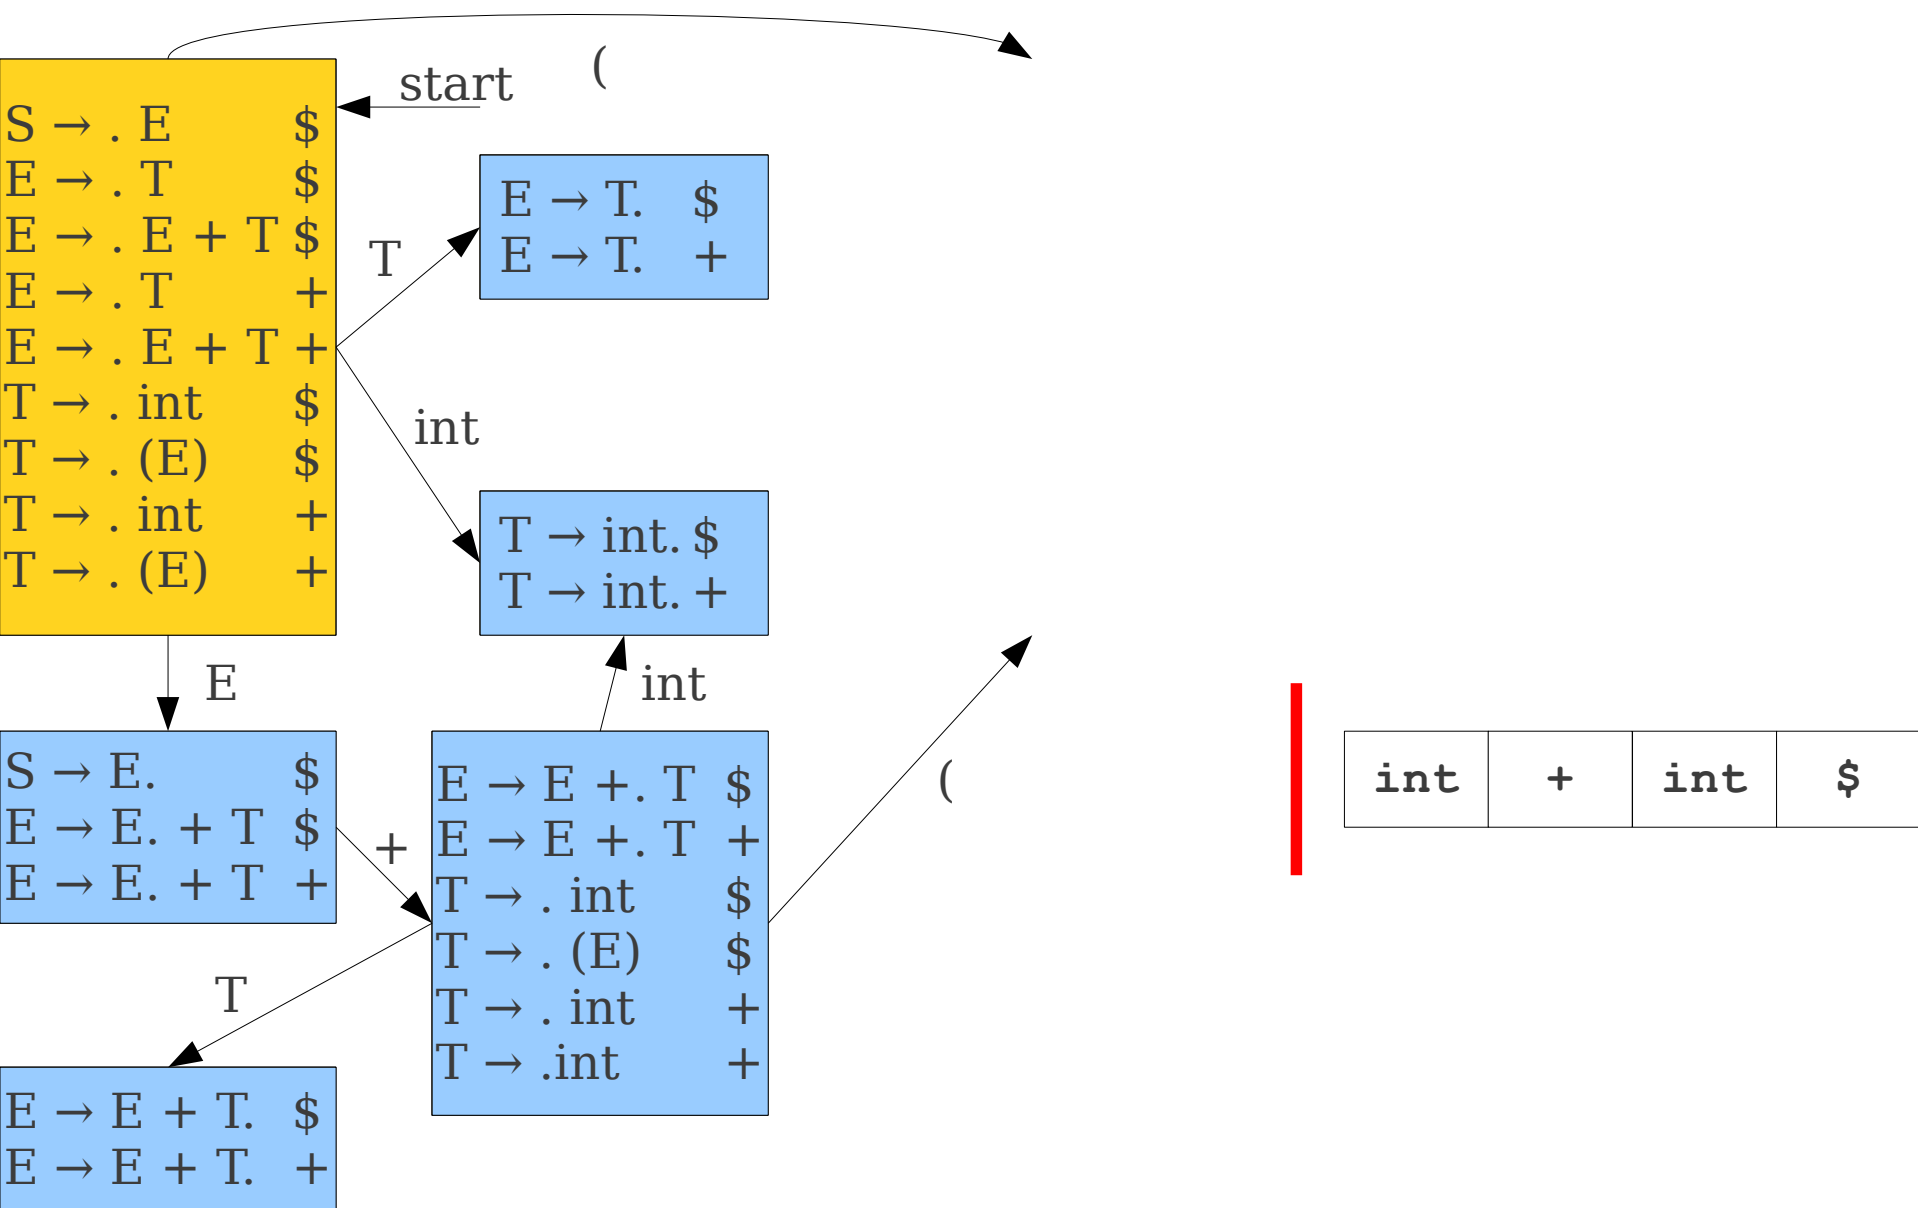 (
start
S → . E $
E → . T $
E → . E + T $
E → . T +
E → . E + T +
T → . int $
T → . (E) $
T → . int +
T → . (E) +
T
E → T. $
E → T. +
int
T → int. $
T → int. +
E
int
S → E. $
E → E. + T $
E → E. + T +
+
E → E +. T $
E → E +. T +
T → . int $
T → . (E) $
T → . int +
T → .int +
(
int + int $
T
E → E + T. $
E → E + T. +